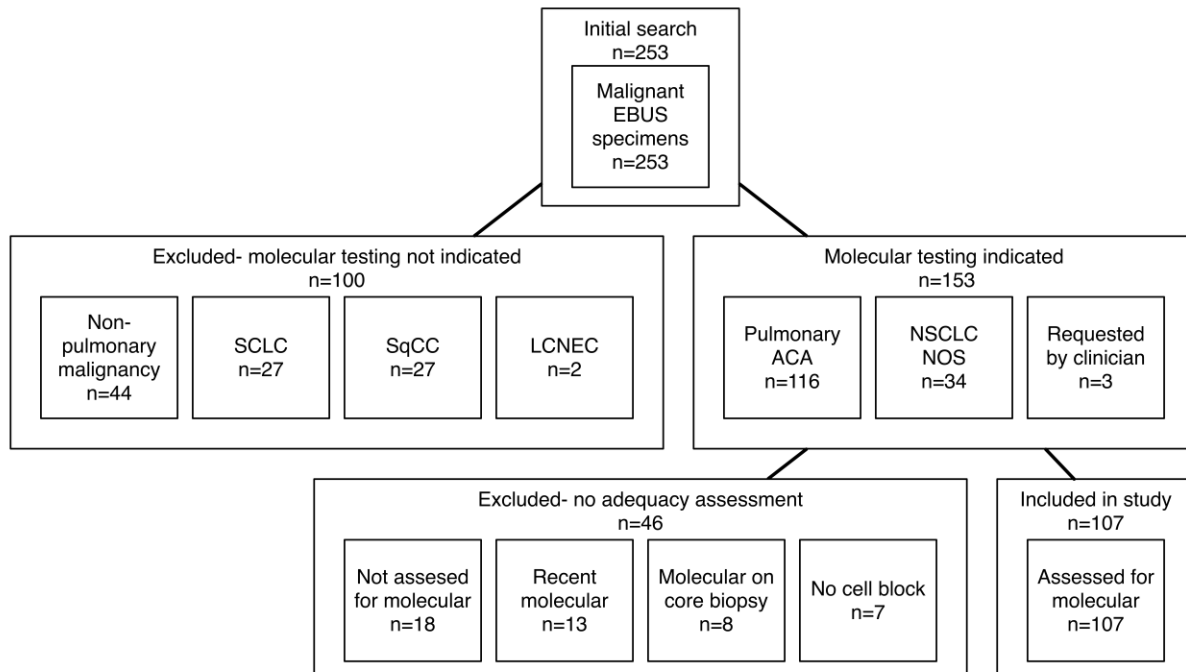 Initial search
n=253
Malignant
EBUS
specimens
n=253
Excluded- molecular testing not indicated
n=100
Non-
pulmonary
malignancy
n=44
SCLC
n=27
SqCC
n=27
LCNEC
n=2
Molecular testing indicated
n=153
Pulmonary
ACA
n=116
NSCLC
NOS
n=34
Requested
by clinician
n=3
Excluded- no adequacy assessment
n=46
Not assesed
for molecular
n=18
Recent
molecular
n=13
Molecular on
core biopsy
n=8
No cell block
n=7
Included in study
n=107
Assessed for
molecular
n=107